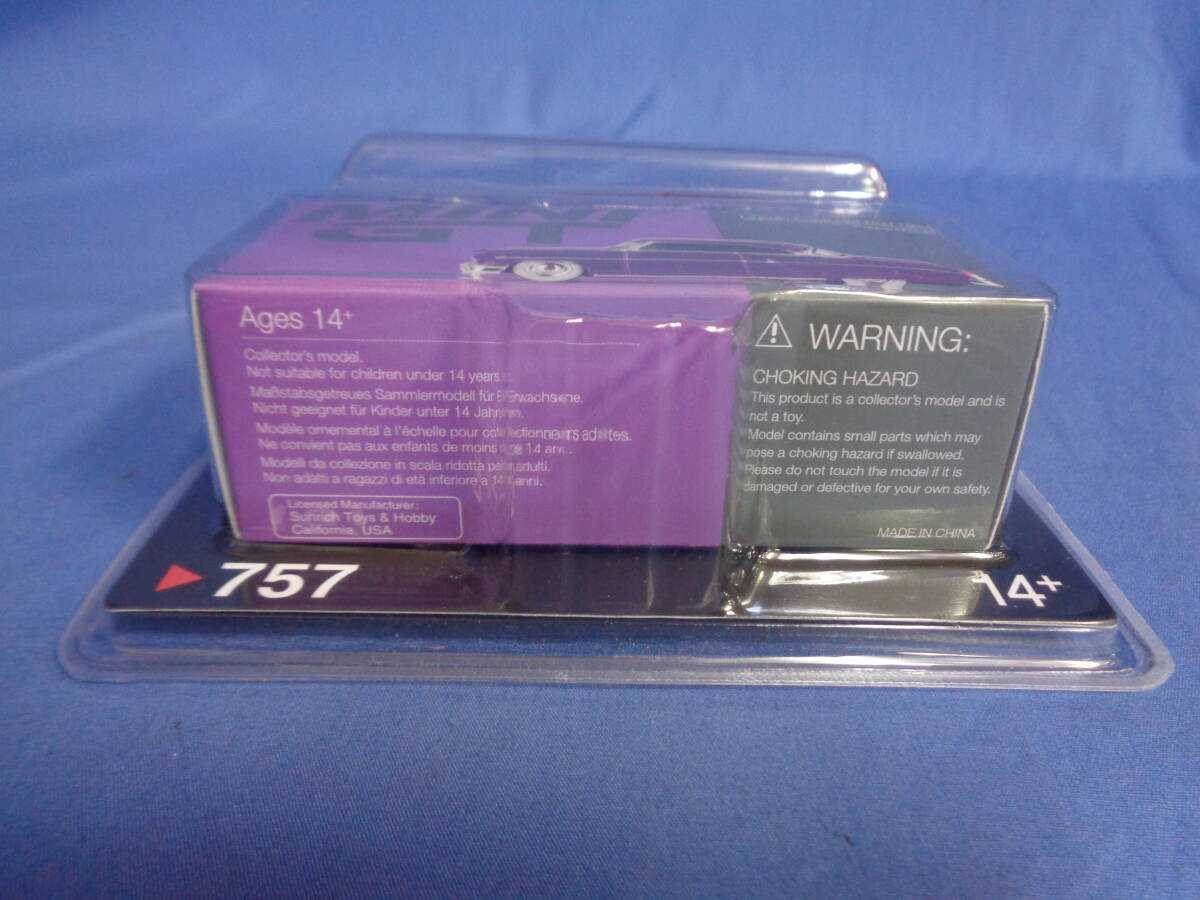 MINI
GT
Ages 14+
Collector's model.
Not suitable for children under 14 years.
Maßstabsgetreues Sammlermodell für Erwachsene.
Nicht geeignet für Kinder unter 14 Jahren.
Modèle ornemental à l'échelle pour collectionneurs adultes.
Ne convient pas aux enfants de moins de 14 ans.
Modelli da collezione in scala ridotta per adulti.
Non adatti a ragazzi di età inferiore a 14 anni.
Licensed Manufacturer:
Sunrich Toys & Hobby
California, USA
WARNING:
CHOKING HAZARD
This product is a collector's model and is
not a toy.
Model contains small parts which may
pose a choking hazard if swallowed.
Please do not touch the model if it is
damaged or defective for your own safety.
MADE IN CHINA
757
14+